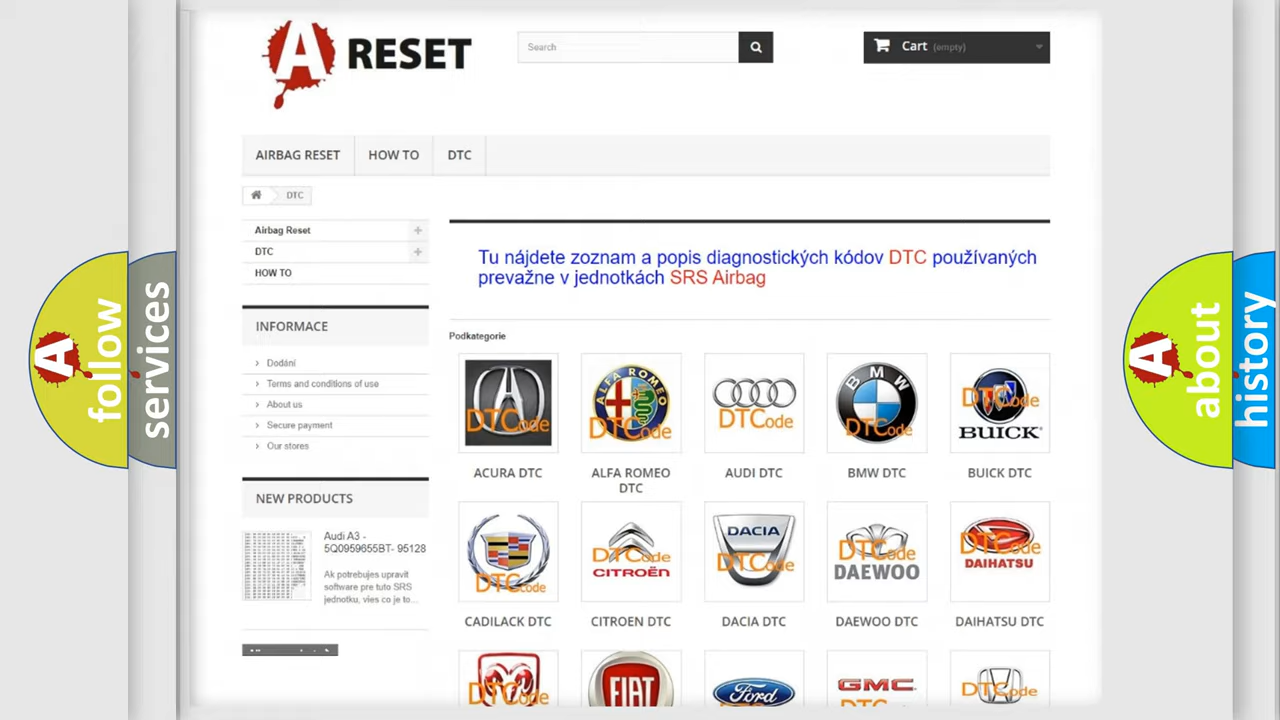 A RESET
Search
Cart (empty)
AIRBAG RESET
HOW TO
DTC
DTC
Airbag Reset
DTC
HOW TO
INFORMACE
Dodání
Terms and conditions of use
About us
Secure payment
Our stores
NEW PRODUCTS
Audi A3 -
5Q0959655BT- 95128
Ak potrebujes upravit
software pre tuto SRS
jednotku, vies co je to...
Tu nájdete zoznam a popis diagnostických kódov DTC používaných
prevažne v jednotkách SRS Airbag
Podkategorie
DTCode
ALFA ROMEO
DTCode
DTCode
BMW
DTCode
DTCode
BUICK
ACURA DTC
ALFA ROMEO
DTC
AUDI DTC
BMW DTC
BUICK DTC
DTCode
DTCode
CITROËN
DACIA
DTCode
DTCode
DAEWOO
DTCode
DAIHATSU
CADILACK DTC
CITROEN DTC
DACIA DTC
DAEWOO DTC
DAIHATSU DTC
DTCode
FIAT
Ford
GMC
DTCode
A follow
services
A about
history